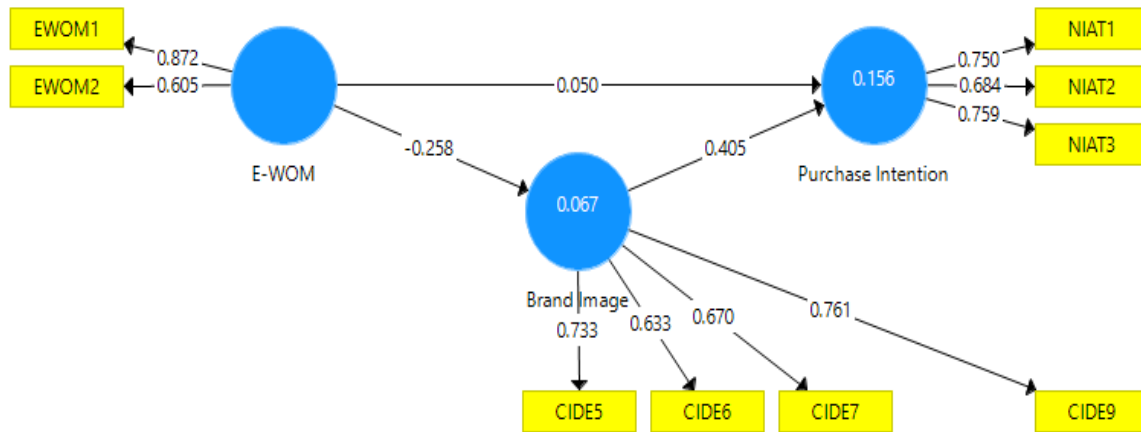 EWOM1
0.872
EWOM2
0.605
E-WOM
0.050
-0.258
0.156
Purchase Intention
0.750
NIAT1
0.684
NIAT2
0.759
NIAT3
0.405
0.067
Brand Image
0.733
0.633
0.670
0.761
CIDE5
CIDE6
CIDE7
CIDE9